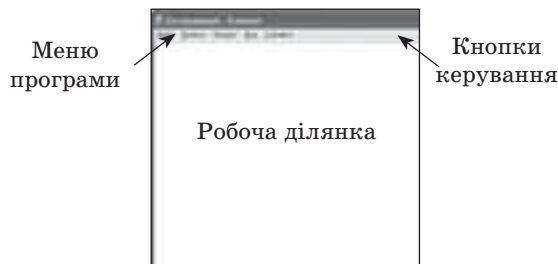 Меню
програми
Кнопки
керування
Робоча ділянка